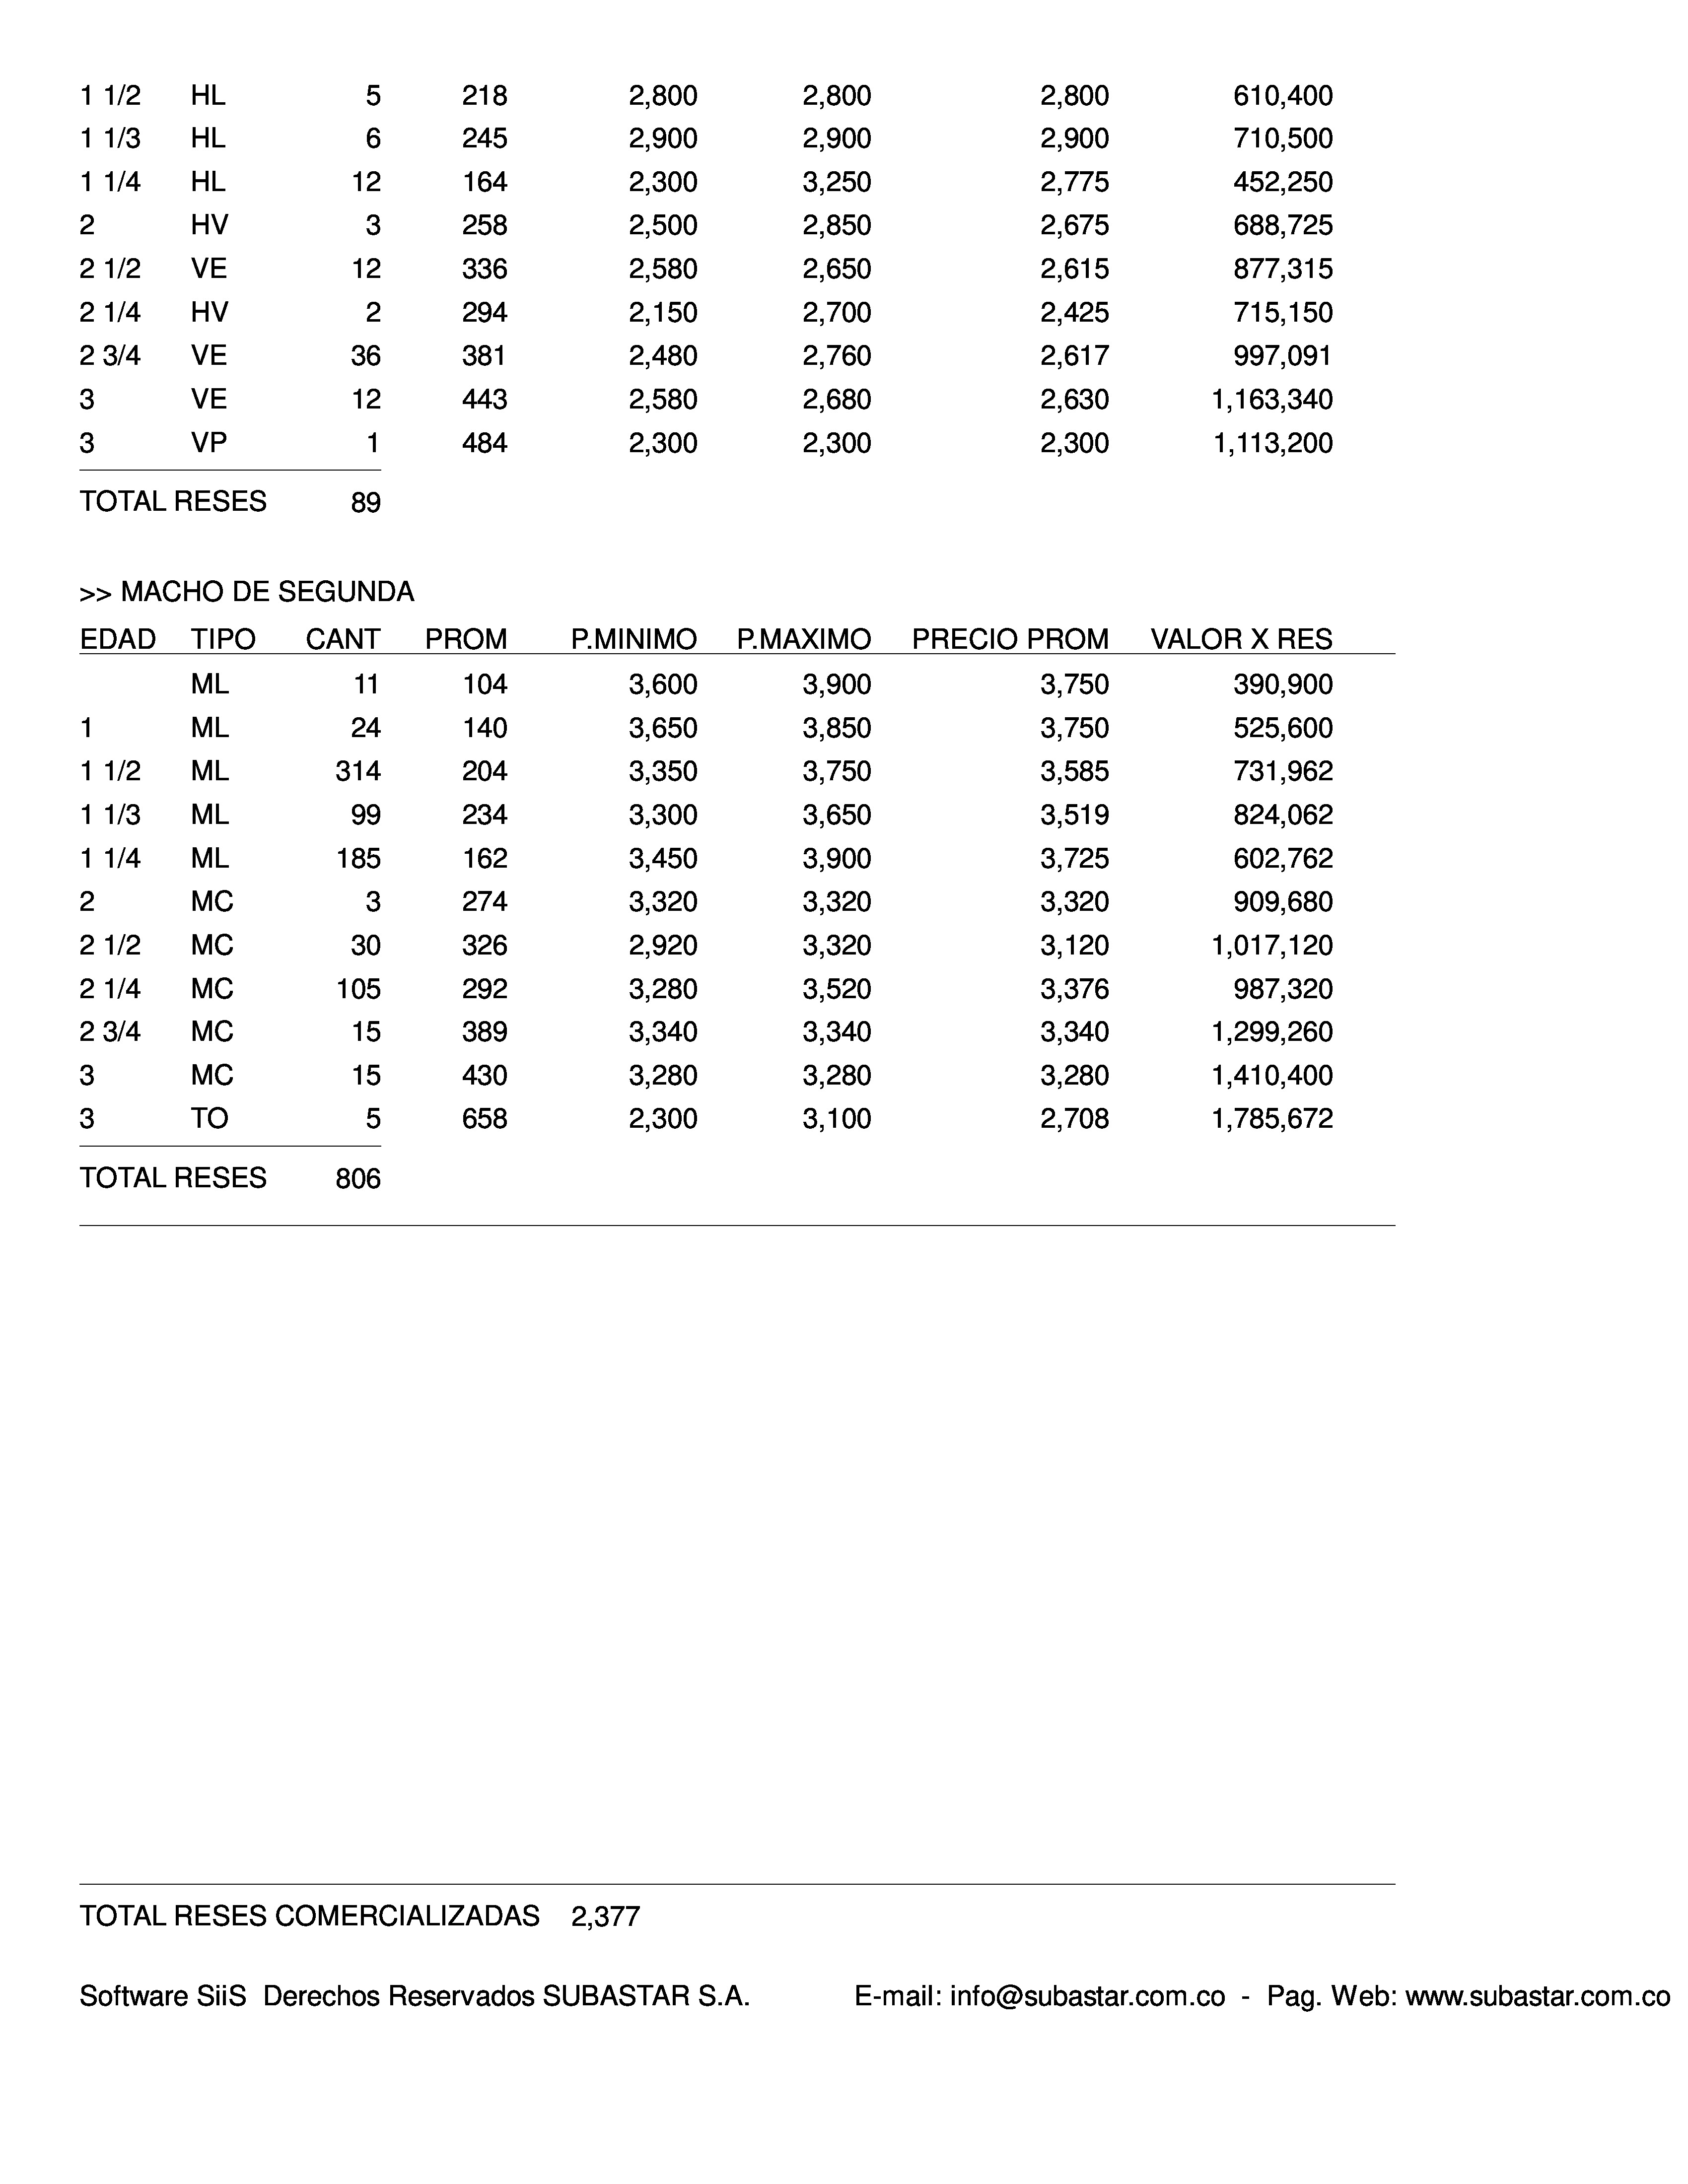 1 1/2 HL 5 218 2,800 2,800 2,800 610,400
1 1/3 HL 6 245 2,900 2,900 2,900 710,500
1 1/4 HL 12 164 2,300 3,250 2,775 452,250
2 HV 3 258 2,500 2,850 2,675 688,725
2 1/2 VE 12 336 2,580 2,650 2,615 877,315
2 1/4 HV 2 294 2,150 2,700 2,425 715,150
2 3/4 VE 36 381 2,480 2,760 2,617 997,091
3 VE 12 443 2,580 2,680 2,630 1,163,340
3 VP 1 484 2,300 2,300 2,300 1,113,200
TOTAL RESES 89
>> MACHO DE SEGUNDA
EDAD TIPO CANT PROM P.MINIMO P.MAXIMO PRECIO PROM VALOR X RES
ML 11 104 3,600 3,900 3,750 390,900
1 ML 24 140 3,650 3,850 3,750 525,600
1 1/2 ML 314 204 3,350 3,750 3,585 731,962
1 1/3 ML 99 234 3,300 3,650 3,519 824,062
1 1/4 ML 185 162 3,450 3,900 3,725 602,762
2 MC 3 274 3,320 3,320 3,320 909,680
2 1/2 MC 30 326 2,920 3,320 3,120 1,017,120
2 1/4 MC 105 292 3,280 3,520 3,376 987,320
2 3/4 MC 15 389 3,340 3,340 3,340 1,299,260
3 MC 15 430 3,280 3,280 3,280 1,410,400
3 TO 5 658 2,300 3,100 2,708 1,785,672
TOTAL RESES 806
TOTAL RESES COMERCIALIZADAS 2,377
Software SiiS Derechos Reservados SUBASTAR S.A. E-mail: info@subastar.com.co - Pag. Web: www.subastar.com.co